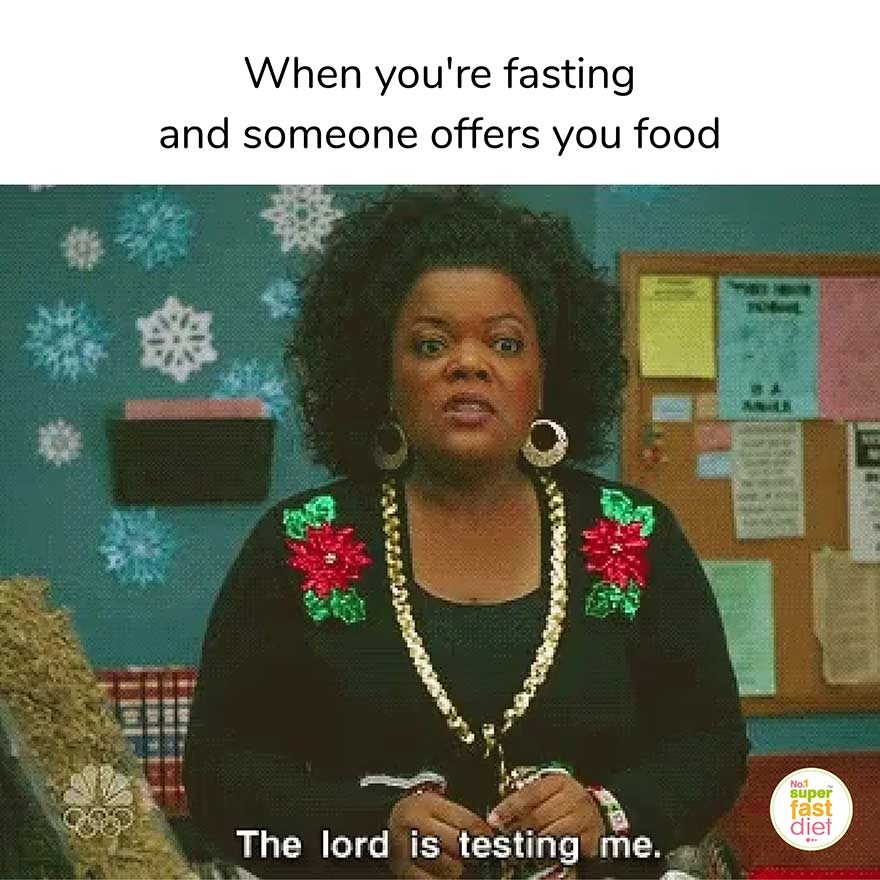 When you're fasting
and someone offers you food
The lord is testing me.
No.1
super
fast
diet